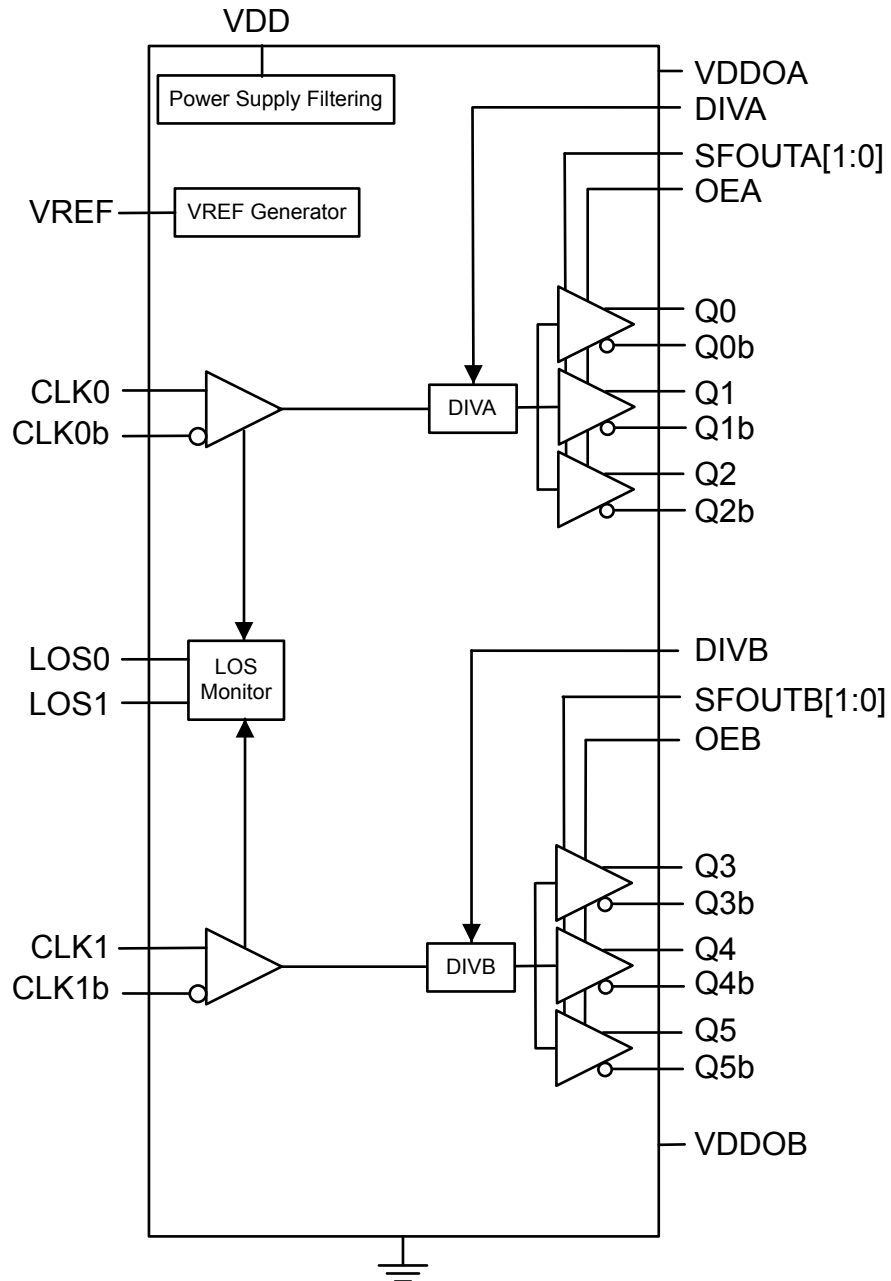 VDD
Power Supply Filtering
VDDOA
DIVA
SFOUTA[1:0]
OEA
VREF
VREF Generator
Q0
Q0b
CLK0
CLK0b
DIVA
Q1
Q1b
Q2
Q2b
LOS0
LOS1
LOS
Monitor
DIVB
SFOUTB[1:0]
OEB
Q3
Q3b
CLK1
CLK1b
DIVB
Q4
Q4b
Q5
Q5b
VDDOB